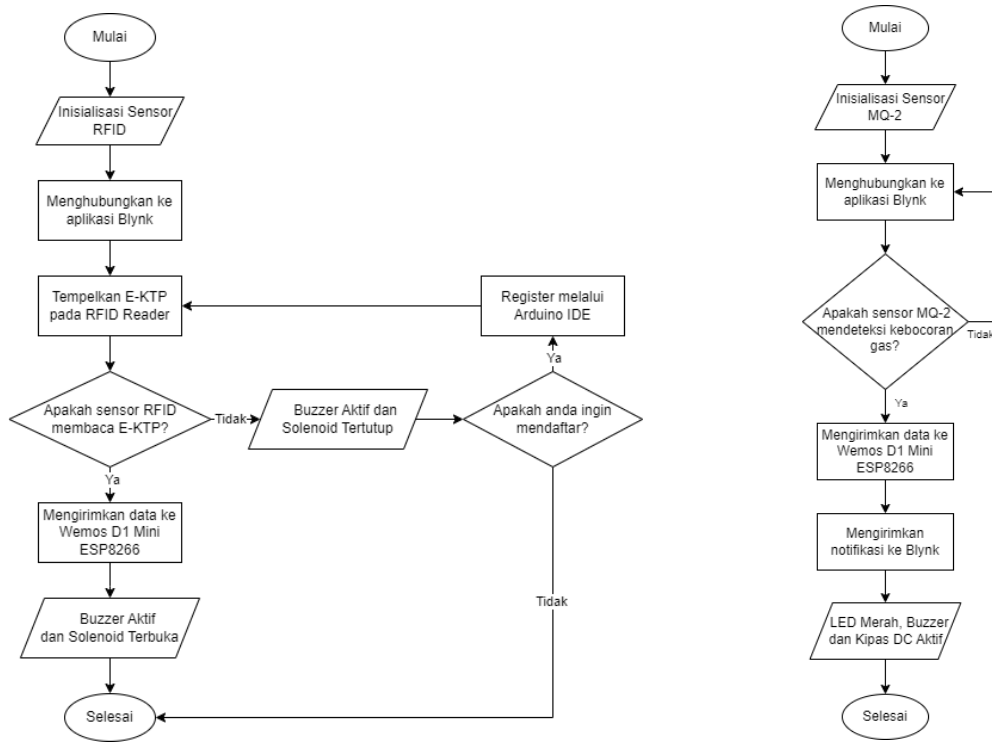 Mulai
Inisialisasi Sensor
RFID
Menghubungkan ke
aplikasi Blynk
Tempelkan E-KTP
pada RFID Reader
Register melalui
Arduino IDE
Ya
Apakah sensor RFID
membaca E-KTP?
Tidak
Buzzer Aktif dan
Solenoid Tertutup
Apakah anda ingin
mendaftar?
Ya
Mengirimkan data ke
Wemos D1 Mini
ESP8266
Tidak
Buzzer Aktif
dan Solenoid Terbuka
Selesai
Mulai
Inisialisasi Sensor
MQ-2
Menghubungkan ke
aplikasi Blynk
Apakah sensor MQ-2
mendeteksi kebocoran
gas?
Tidak
Ya
Mengirimkan data ke
Wemos D1 Mini
ESP8266
Mengirimkan
notifikasi ke Blynk
LED Merah, Buzzer
dan Kipas DC Aktif
Selesai